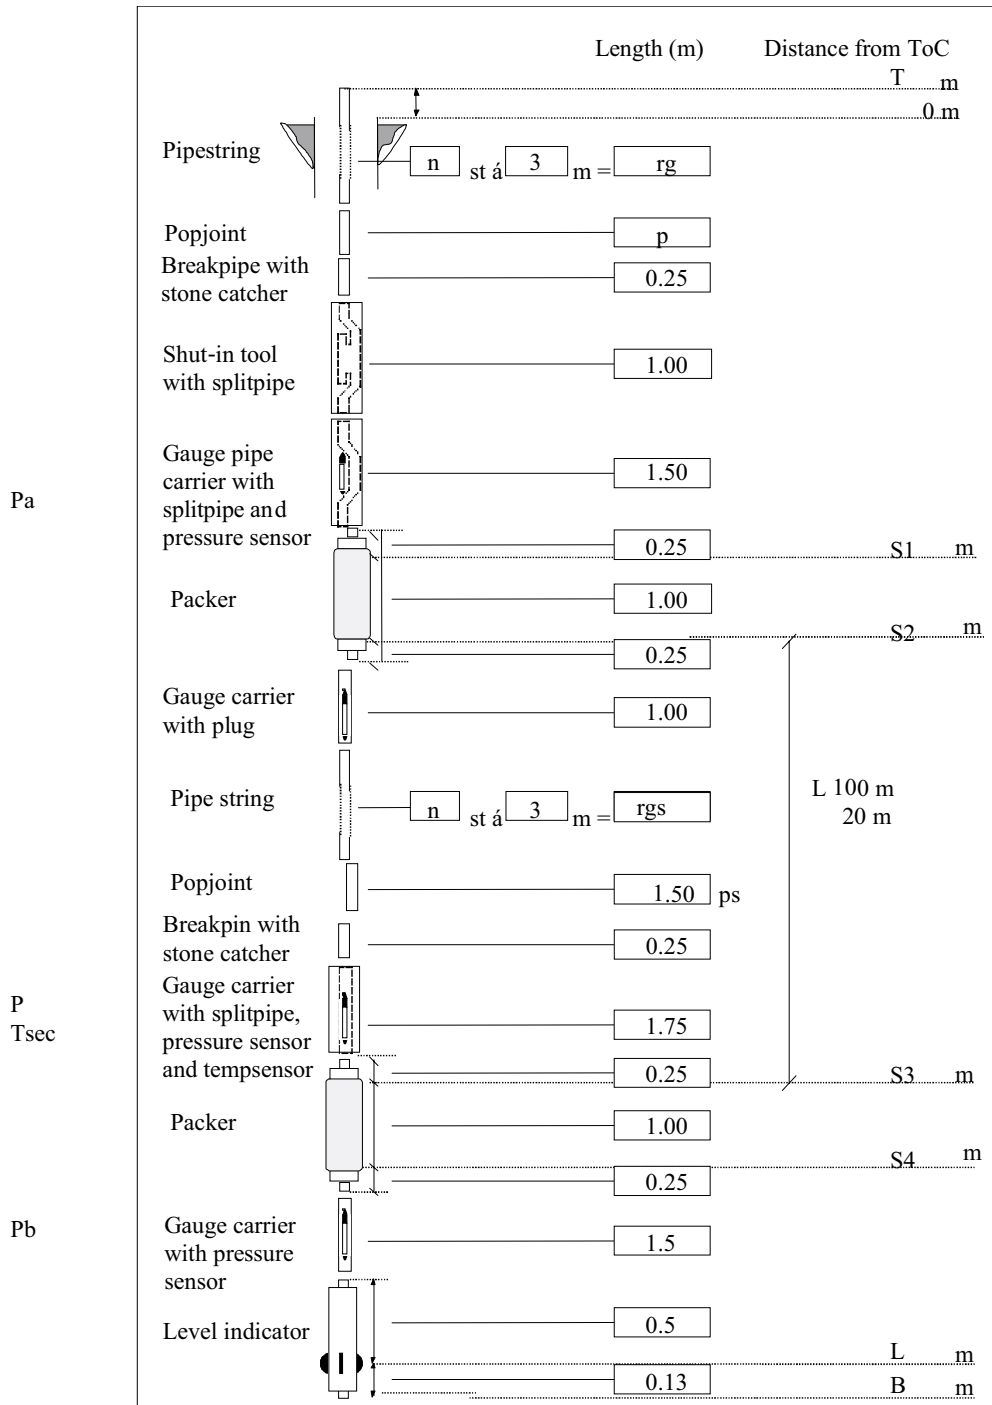 Length (m) Distance from ToC
T m
0 m
Pipestring n st á 3 m = rg
Popjoint p
Breakpipe with
stone catcher 0.25
Shut-in tool
with splitpipe 1.00
Gauge pipe
carrier with
splitpipe and
pressure sensor 1.50
Pa
0.25
S1 m
Packer 1.00
S2 m
0.25
Gauge carrier
with plug 1.00
Pipe string n st á 3 m = rgs
L 100 m
20 m
Popjoint 1.50 ps
Breakpin with
stone catcher 0.25
P
Tsec
Gauge carrier
with splitpipe,
pressure sensor
and tempsensor 1.75
0.25 S3 m
Packer 1.00
S4 m
0.25
Pb
Gauge carrier
with pressure
sensor 1.5
Level indicator 0.5
L m
0.13 B m